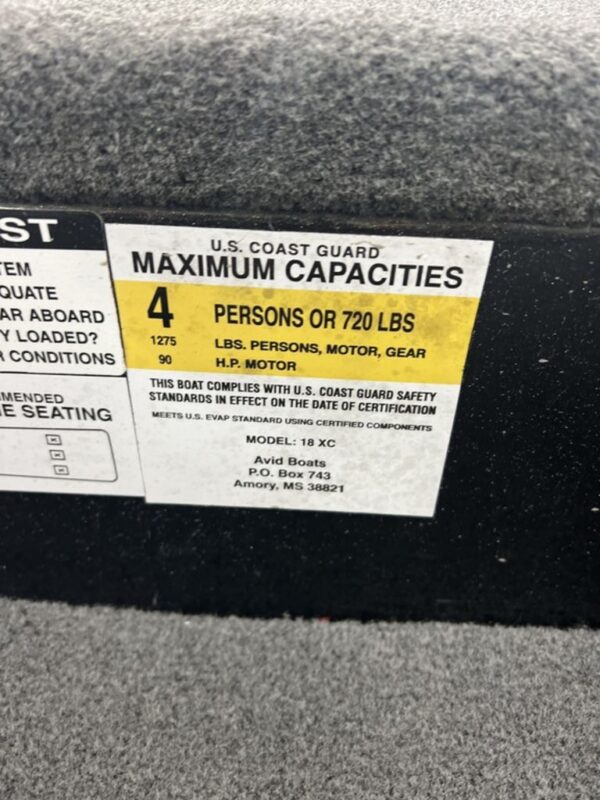 ST
TEM
QUATE
AR ABOARD
Y LOADED?
R CONDITIONS
MMENDED
E SEATING
U.S. COAST GUARD
MAXIMUM CAPACITIES
4 PERSONS OR 720 LBS
1275 LBS. PERSONS, MOTOR, GEAR
90 H.P. MOTOR
THIS BOAT COMPLIES WITH U.S. COAST GUARD SAFETY
STANDARDS IN EFFECT ON THE DATE OF CERTIFICATION
MEETS U.S. EVAP STANDARD USING CERTIFIED COMPONENTS
MODEL: 18 XC
Avid Boats
P.O. Box 743
Amory, MS 38821